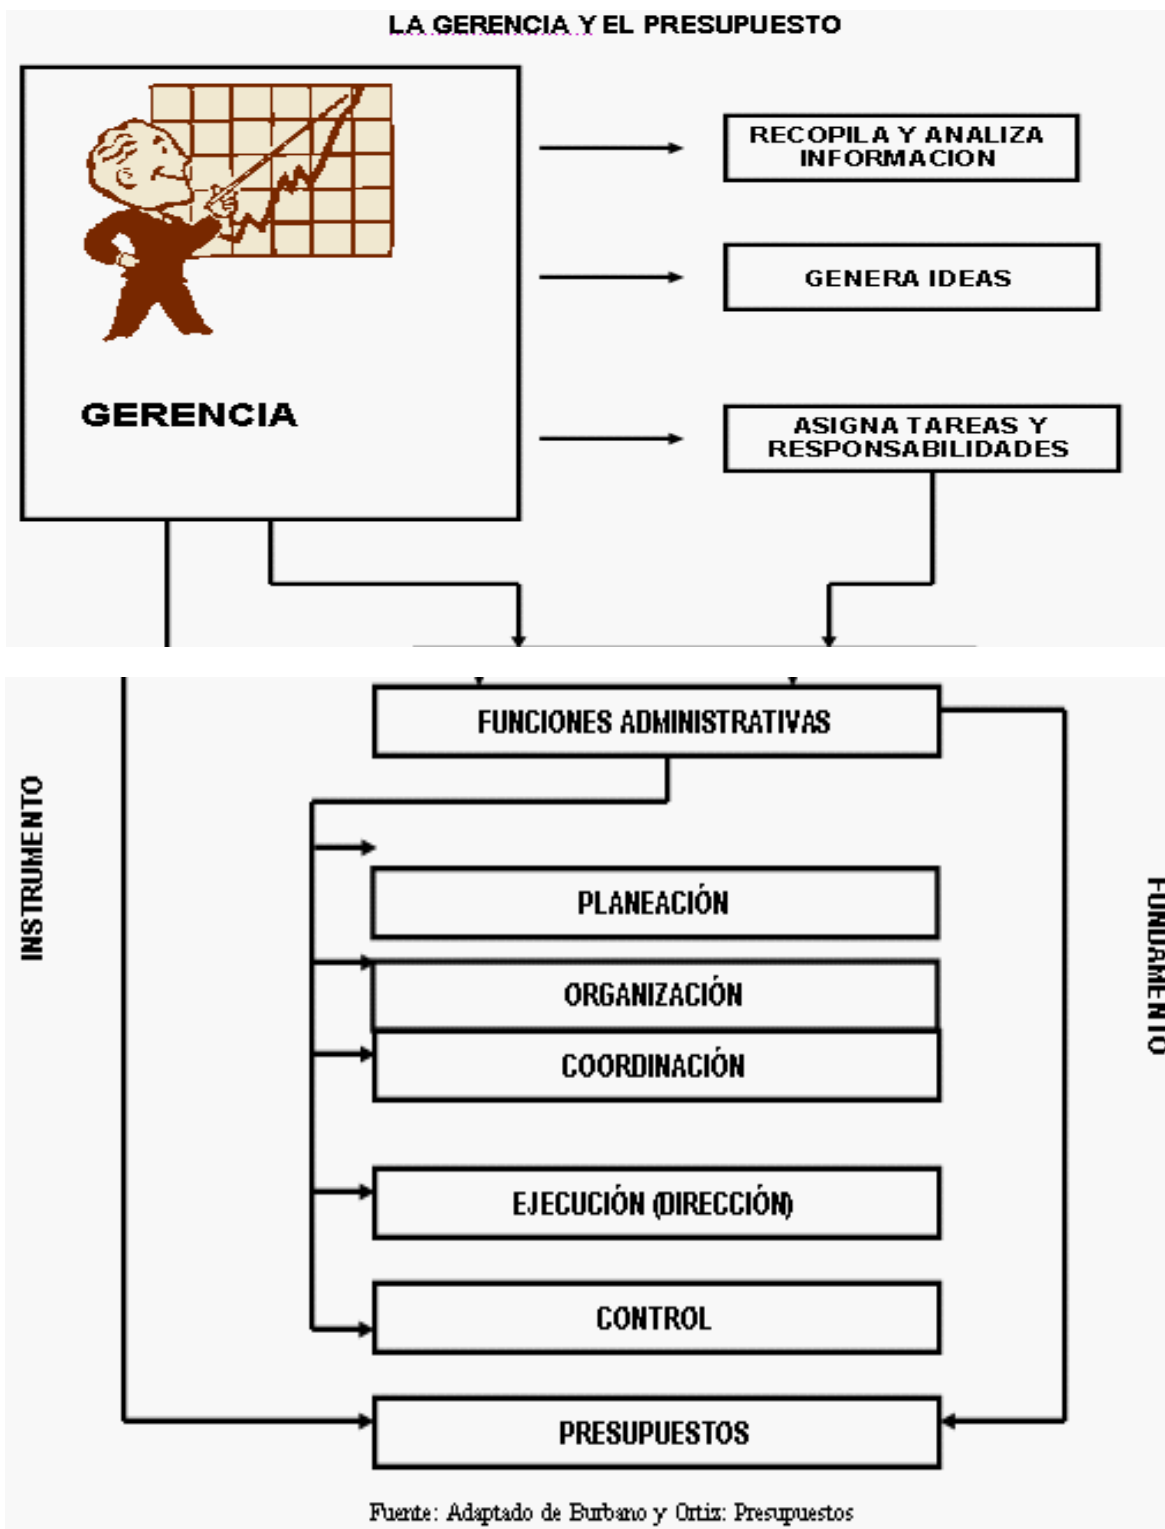 LA GERENCIA Y EL PRESUPUESTO
RECOPILA Y ANALIZA
INFORMACION
GENERA IDEAS
GERENCIA
ASIGNA TAREAS Y
RESPONSABILIDADES
FUNCIONES ADMINISTRATIVAS
INSTRUMENTO
FUNDAMENTO
PLANEACIÓN
ORGANIZACIÓN
COORDINACIÓN
EJECUCIÓN (DIRECCIÓN)
CONTROL
PRESUPUESTOS
Fuente: Adaptado de Burbano y Ortiz: Presupuestos